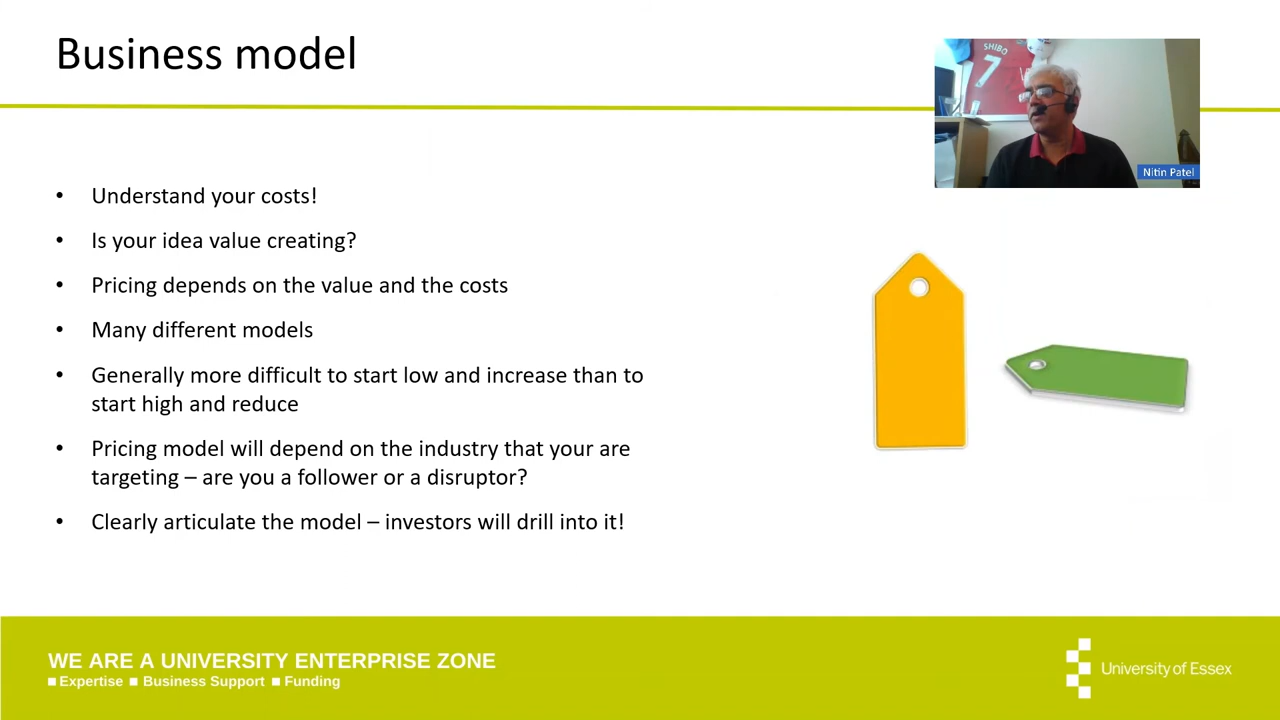 Business model
SHIBO
7
Nitin Patel
• Understand your costs!
• Is your idea value creating?
• Pricing depends on the value and the costs
• Many different models
• Generally more difficult to start low and increase than to
start high and reduce
• Pricing model will depend on the industry that your are
targeting – are you a follower or a disruptor?
• Clearly articulate the model – investors will drill into it!
WE ARE A UNIVERSITY ENTERPRISE ZONE
■ Expertise ■ Business Support ■ Funding
University of Essex